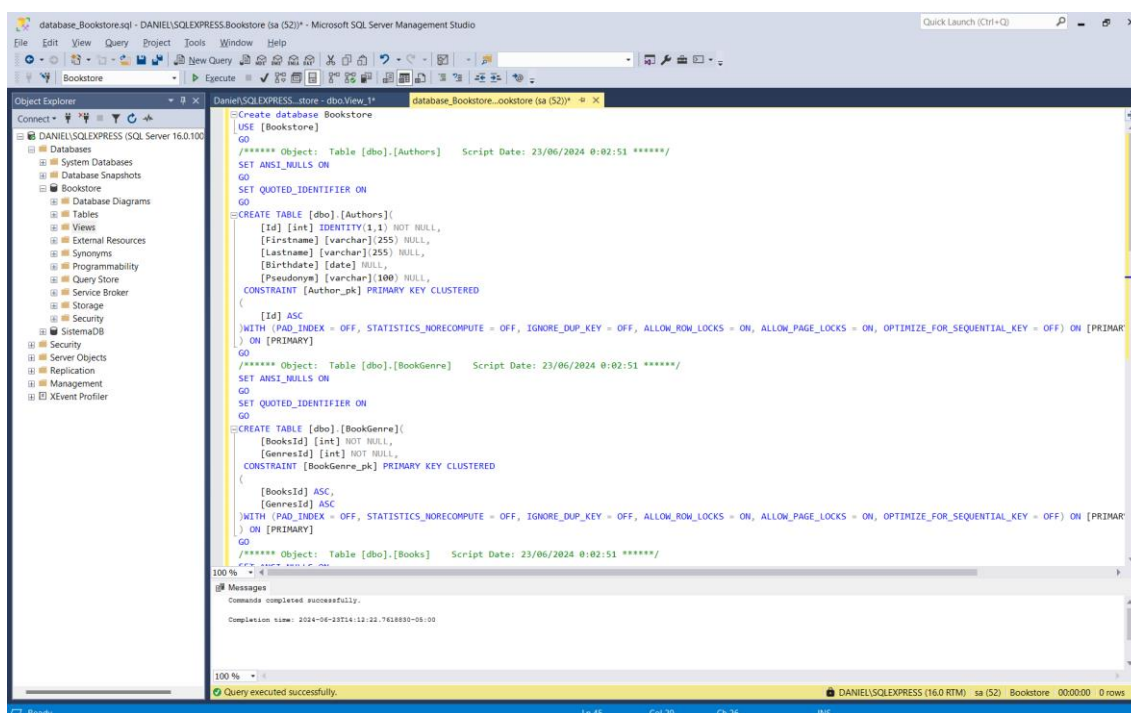 database_Bookstore.sql - DANIEL\SQLEXPRESS.Bookstore (sa (52))* - Microsoft SQL Server Management Studio
Quick Launch (Ctrl+Q)
File Edit View Query Project Tools Window Help
New Query
Bookstore
Execute
Object Explorer
Daniel\SQLEXPRESS...store - dbo.View_1*
database_Bookstore...ookstore (sa (52))*
Connect
DANIEL\SQLEXPRESS (SQL Server 16.0.100
Databases
System Databases
Database Snapshots
Bookstore
Database Diagrams
Tables
Views
External Resources
Synonyms
Programmability
Query Store
Service Broker
Storage
Security
SistemaDB
Security
Server Objects
Replication
Management
XEvent Profiler
Create database Bookstore
USE [Bookstore]
GO
/****** Object: Table [dbo].[Authors] Script Date: 23/06/2024 0:02:51 ******/
SET ANSI_NULLS ON
GO
SET QUOTED_IDENTIFIER ON
GO
CREATE TABLE [dbo].[Authors](
[Id] [int] IDENTITY(1,1) NOT NULL,
[Firstname] [varchar](255) NULL,
[Lastname] [varchar](255) NULL,
[Birthdate] [date] NULL,
[Pseudonym] [varchar](100) NULL,
CONSTRAINT [Author_pk] PRIMARY KEY CLUSTERED
(
[Id] ASC
)WITH (PAD_INDEX = OFF, STATISTICS_NORECOMPUTE = OFF, IGNORE_DUP_KEY = OFF, ALLOW_ROW_LOCKS = ON, ALLOW_PAGE_LOCKS = ON, OPTIMIZE_FOR_SEQUENTIAL_KEY = OFF) ON [PRIMAR
) ON [PRIMARY]
GO
/****** Object: Table [dbo].[BookGenre] Script Date: 23/06/2024 0:02:51 ******/
SET ANSI_NULLS ON
GO
SET QUOTED_IDENTIFIER ON
GO
CREATE TABLE [dbo].[BookGenre](
[BooksId] [int] NOT NULL,
[GenresId] [int] NOT NULL,
CONSTRAINT [BookGenre_pk] PRIMARY KEY CLUSTERED
(
[BooksId] ASC,
[GenresId] ASC
)WITH (PAD_INDEX = OFF, STATISTICS_NORECOMPUTE = OFF, IGNORE_DUP_KEY = OFF, ALLOW_ROW_LOCKS = ON, ALLOW_PAGE_LOCKS = ON, OPTIMIZE_FOR_SEQUENTIAL_KEY = OFF) ON [PRIMAR
) ON [PRIMARY]
GO
/****** Object: Table [dbo].[Books] Script Date: 23/06/2024 0:02:51 ******/
100 %
Messages
Commands completed successfully.
Completion time: 2024-06-23T14:12:22.7618830-05:00
100 %
Query executed successfully.
DANIEL\SQLEXPRESS (16.0 RTM) sa (52) Bookstore 00:00:00 0 rows